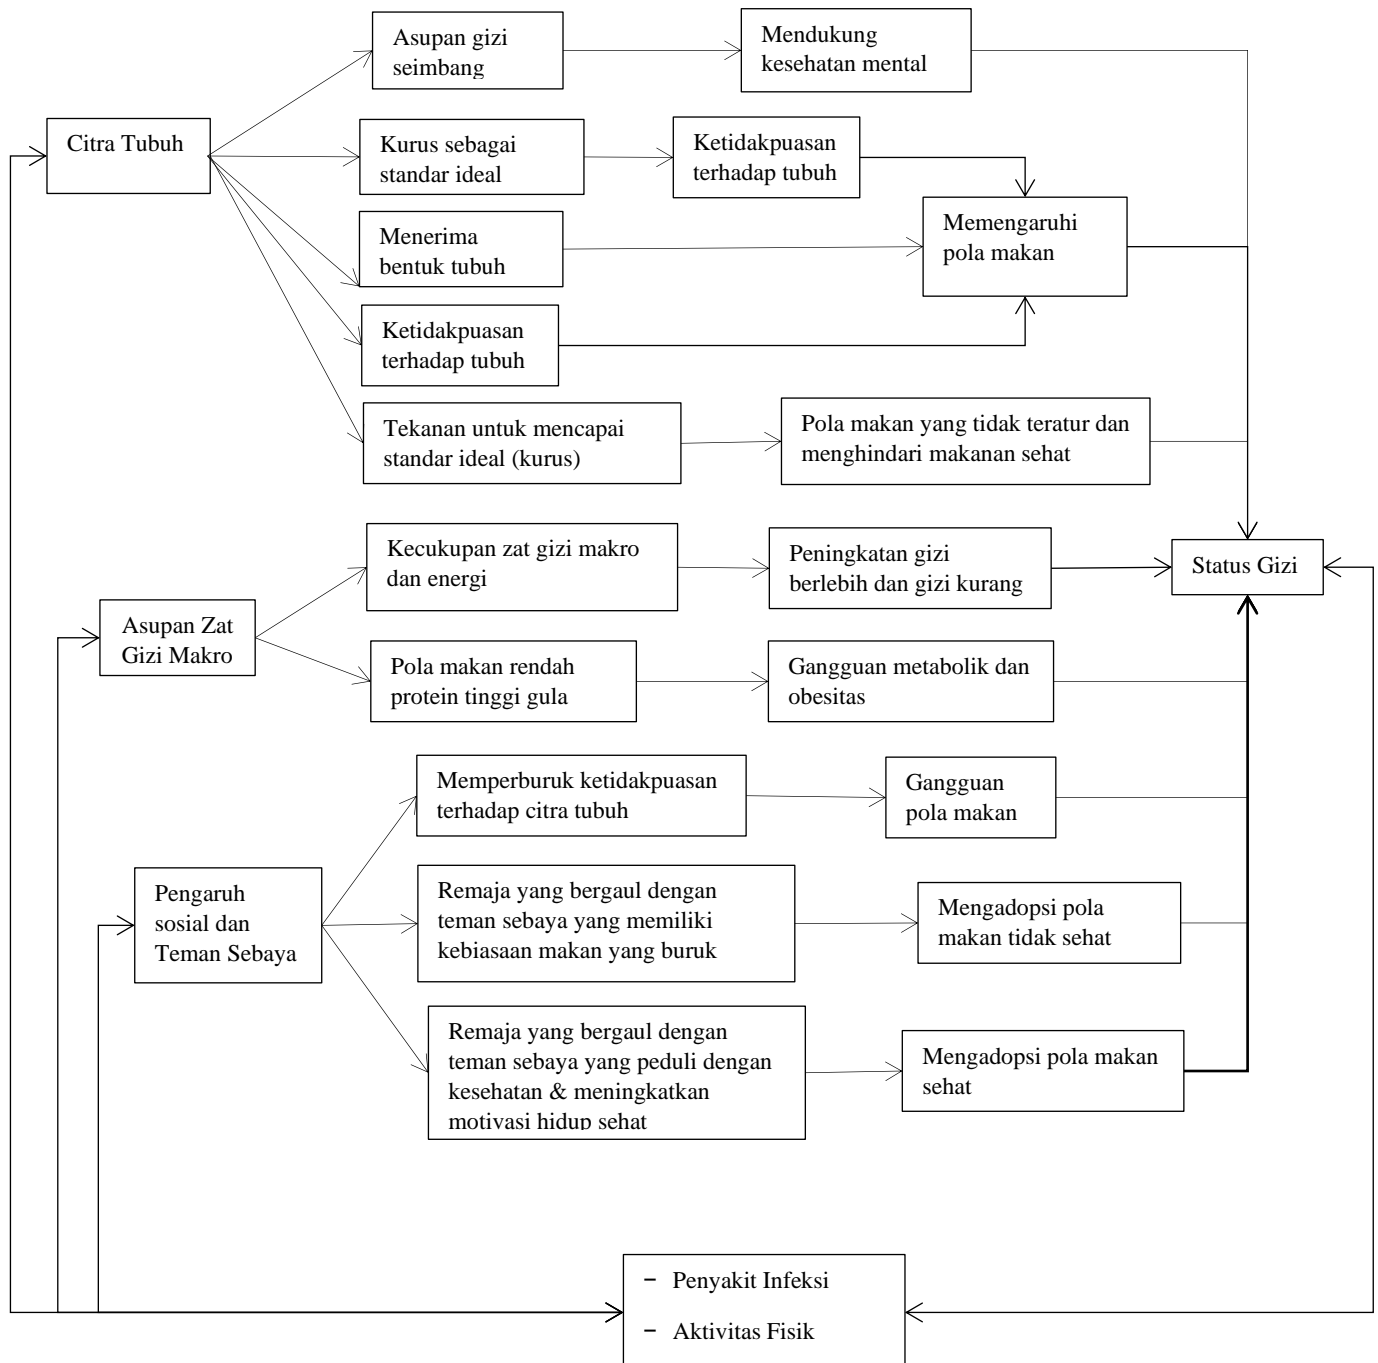 Asupan gizi
seimbang
Mendukung
kesehatan mental
Citra Tubuh
Kurus sebagai
standar ideal
Ketidakpuasan
terhadap tubuh
Menerima
bentuk tubuh
Memengaruhi
pola makan
Ketidakpuasan
terhadap tubuh
Tekanan untuk mencapai
standar ideal (kurus)
Pola makan yang tidak teratur dan
menghindari makanan sehat
Kecukupan zat gizi makro
dan energi
Peningkatan gizi
berlebih dan gizi kurang
Status Gizi
Asupan Zat
Gizi Makro
Pola makan rendah
protein tinggi gula
Gangguan metabolik dan
obesitas
Memperburuk ketidakpuasan
terhadap citra tubuh
Gangguan
pola makan
Pengaruh
sosial dan
Teman Sebaya
Remaja yang bergaul dengan
teman sebaya yang memiliki
kebiasaan makan yang buruk
Mengadopsi pola
makan tidak sehat
Remaja yang bergaul dengan
teman sebaya yang peduli dengan
kesehatan & meningkatkan
motivasi hidup sehat
Mengadopsi pola makan
sehat
- Penyakit Infeksi
- Aktivitas Fisik